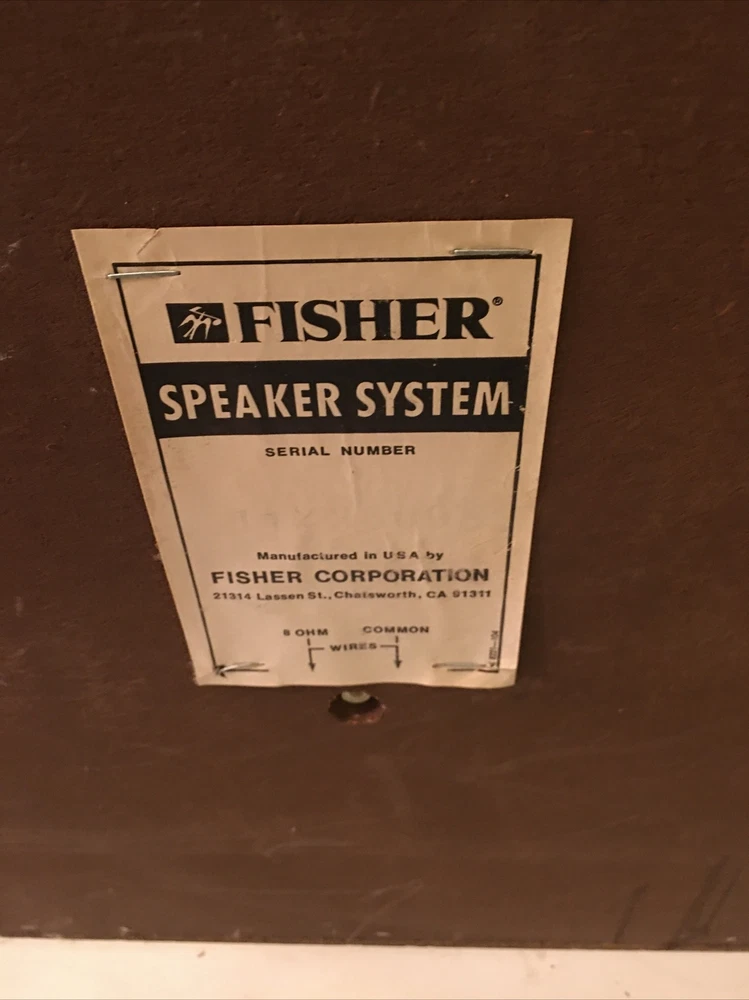 FISHER®
SPEAKER SYSTEM
SERIAL NUMBER
Manufactured in USA by
FISHER CORPORATION
21314 Lassen St., Chatsworth, CA 91311
8 OHM COMMON
WIRES